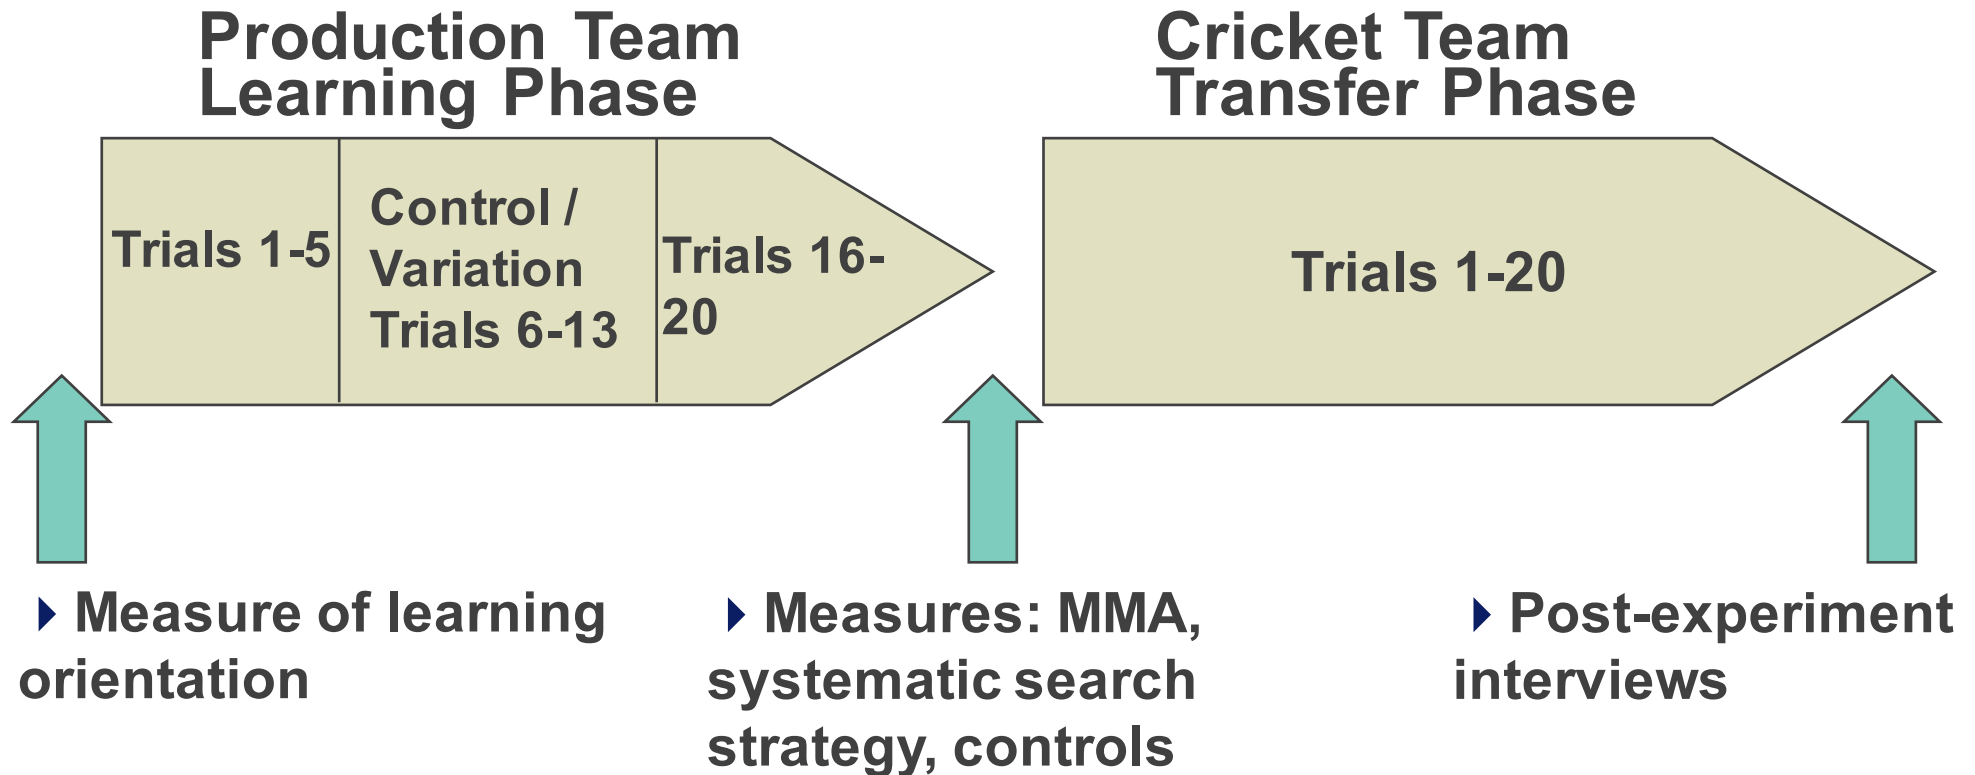 Production Team
Learning Phase
Cricket Team
Transfer Phase
Trials 1-5
Control /
Variation
Trials 6-13
Trials 16-
20
Trials 1-20
Measure of learning
orientation
Measures: MMA,
systematic search
strategy, controls
Post-experiment
interviews